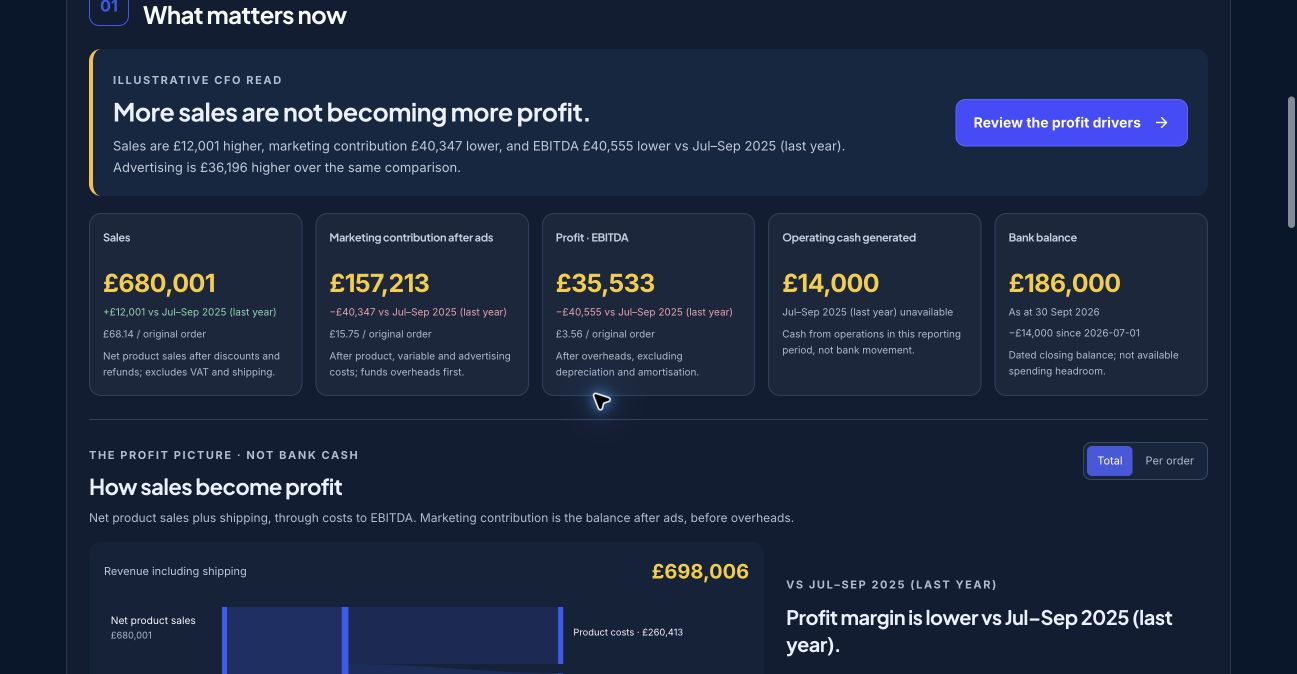 01
What matters now
ILLUSTRATIVE CFO READ
More sales are not becoming more profit.
Sales are £12,001 higher, marketing contribution £40,347 lower, and EBITDA £40,555 lower vs Jul–Sep 2025 (last year).
Advertising is £36,196 higher over the same comparison.
Review the profit drivers →
Sales
£680,001
+£12,001 vs Jul–Sep 2025 (last year)
£68.14 / original order
Net product sales after discounts and
refunds; excludes VAT and shipping.
Marketing contribution after ads
£157,213
−£40,347 vs Jul–Sep 2025 (last year)
£15.75 / original order
After product, variable and advertising
costs; funds overheads first.
Profit · EBITDA
£35,533
−£40,555 vs Jul–Sep 2025 (last year)
£3.56 / original order
After overheads, excluding
depreciation and amortisation.
Operating cash generated
£14,000
Jul–Sep 2025 (last year) unavailable
Cash from operations in this reporting
period, not bank movement.
Bank balance
£186,000
As at 30 Sept 2026
−£14,000 since 2026-07-01
Dated closing balance; not available
spending headroom.
THE PROFIT PICTURE · NOT BANK CASH
How sales become profit
Net product sales plus shipping, through costs to EBITDA. Marketing contribution is the balance after ads, before overheads.
Total
Per order
Revenue including shipping
£698,006
Net product sales
£680,001
Product costs · £260,413
VS JUL–SEP 2025 (LAST YEAR)
Profit margin is lower vs Jul–Sep 2025 (last
year).